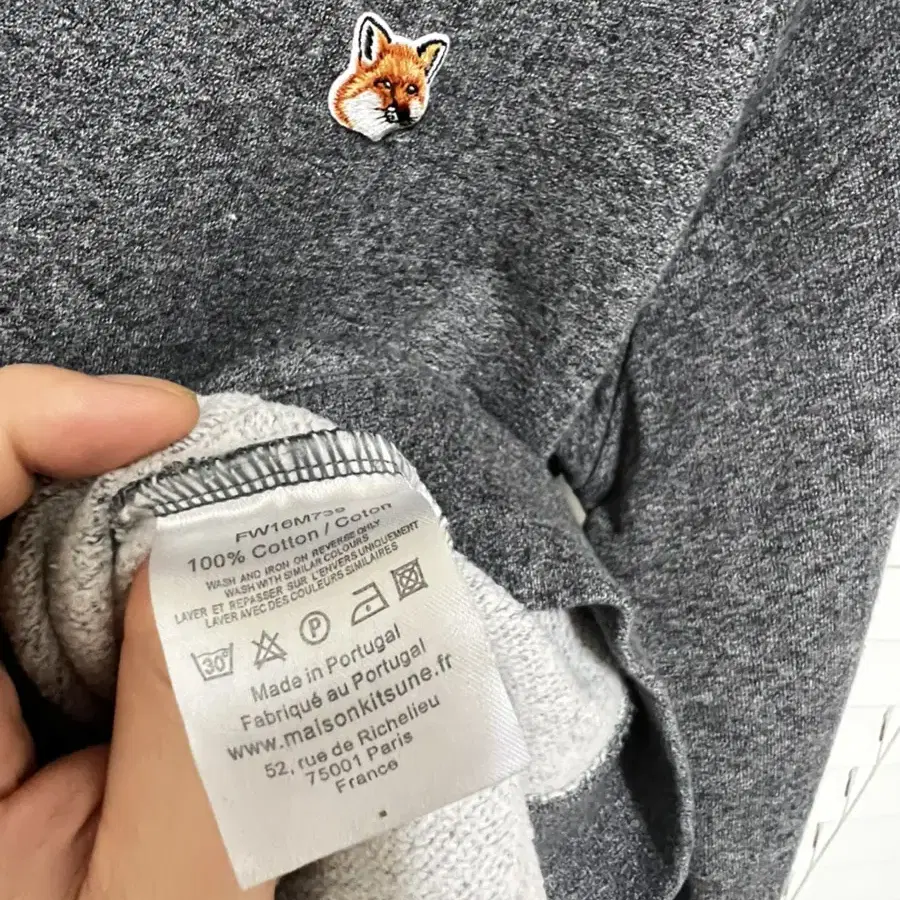 FW16M739
100% Cotton / Coton
WASH AND IRON ON REVERSE ONLY
WASH WITH SIMILAR COLOURS
LAVER ET REPASSER SUR L'ENVERS UNIQUEMENT
LAVER AVEC DES COULEURS SIMILAIRES
30° P
Made in Portugal
Fabriqué au Portugal
www.maisonkitsune.fr
52, rue de Richelieu
75001 Paris
France